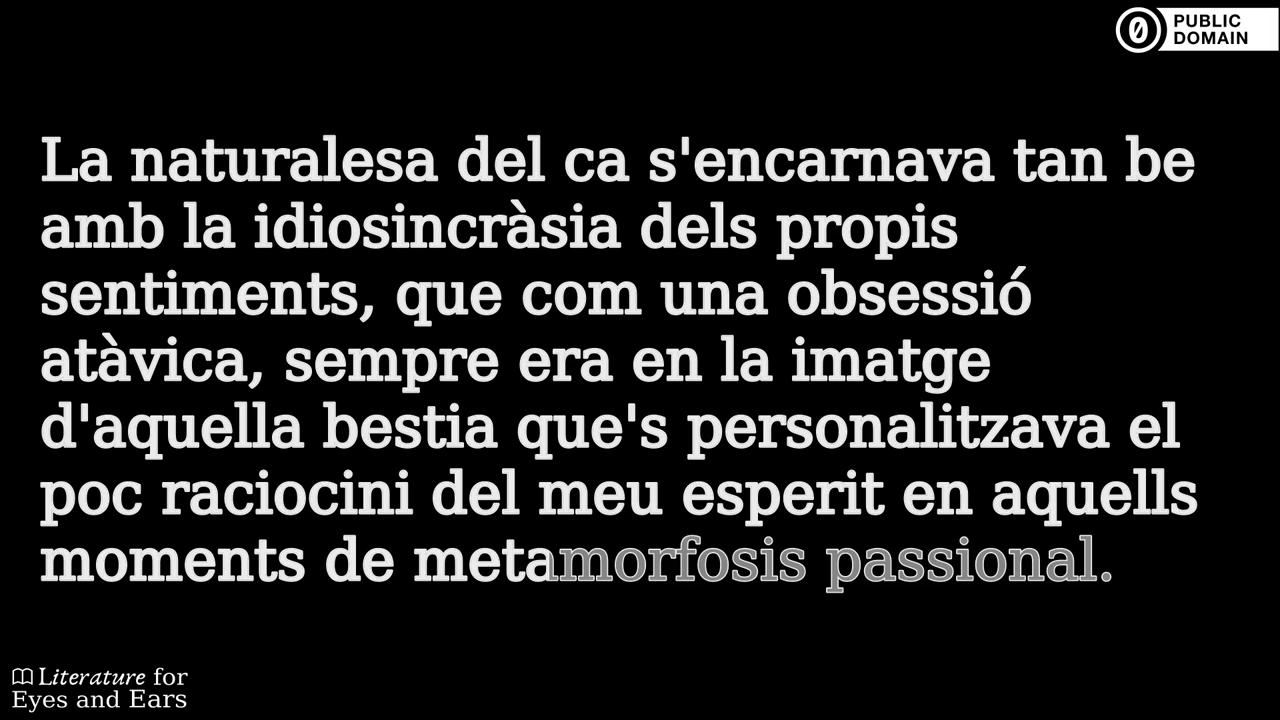 PUBLIC
DOMAIN
La naturalesa del ca s'encarnava tan be
amb la idiosincràsia dels propis
sentiments, que com una obsessió
atàvica, sempre era en la imatge
d'aquella bestia que's personalitzava el
poc raciocini del meu esperit en aquells
moments de metamorfosis passional.
Literature for
Eyes and Ears